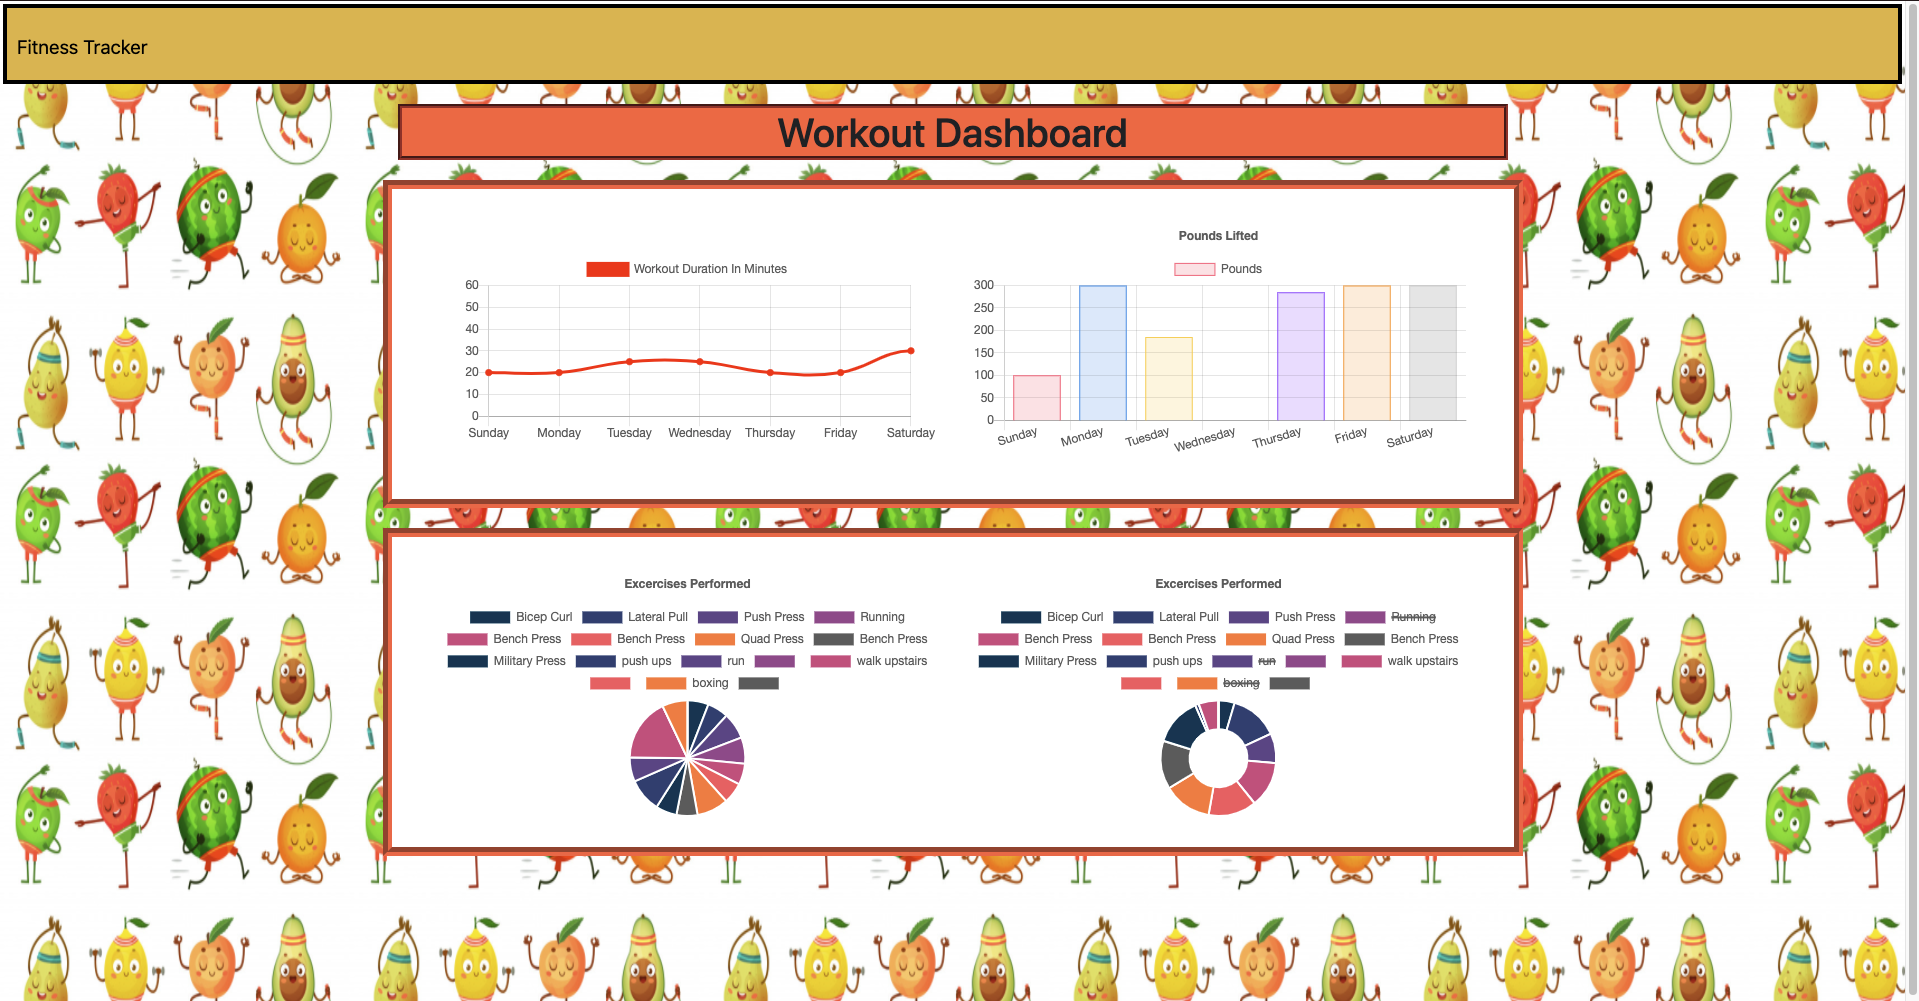 Fitness Tracker
Workout Dashboard
Workout Duration In Minutes
60
50
40
30
20
10
0
Sunday Monday Tuesday Wednesday Thursday Friday Saturday
Pounds Lifted
Pounds
300
250
200
150
100
50
0
Sunday Monday Tuesday Wednesday Thursday Friday Saturday
Excercises Performed
Bicep Curl Lateral Pull Push Press Running
Bench Press Bench Press Quad Press Bench Press
Military Press push ups run walk upstairs
boxing
Excercises Performed
Bicep Curl Lateral Pull Push Press Running
Bench Press Bench Press Quad Press Bench Press
Military Press push ups run walk upstairs
boxing